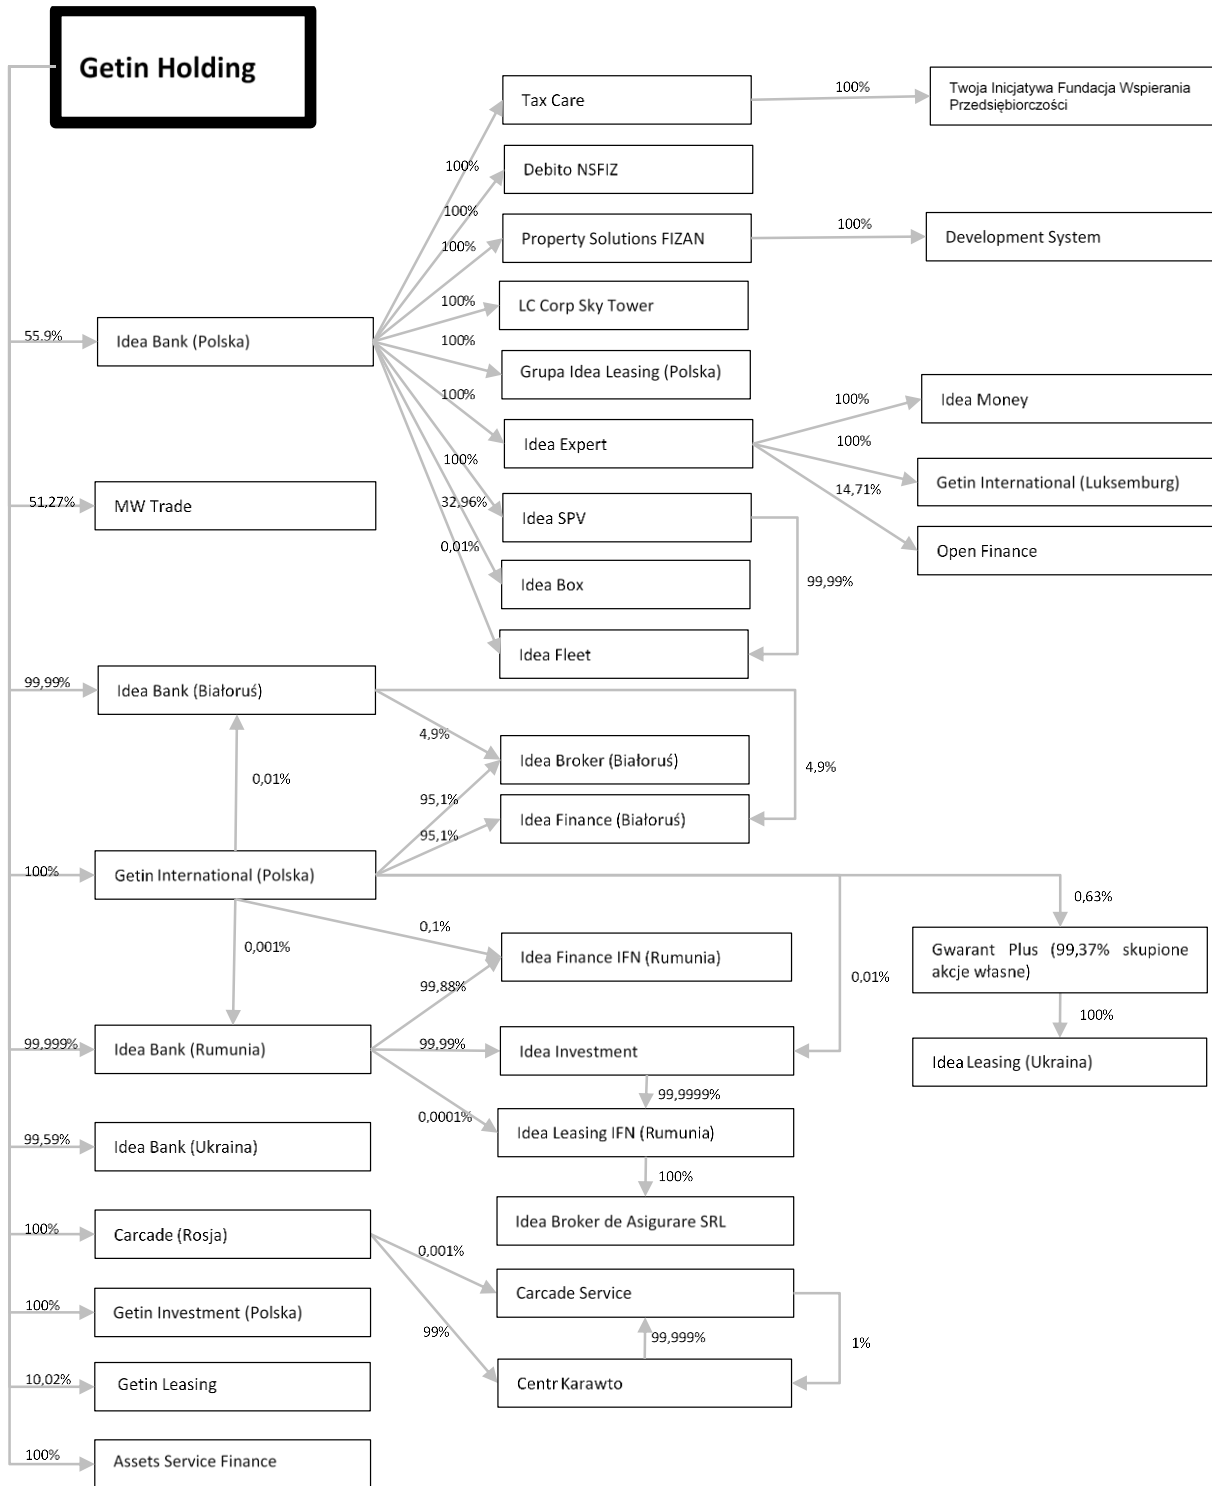 Getin Holding
Tax Care
100%
Twoja Inicjatywa Fundacja Wspierania
Przedsiębiorczości
100%
Debito NSFIZ
100%
Property Solutions FIZAN
100%
Development System
100%
LC Corp Sky Tower
100%
55.9%
Idea Bank (Polska)
100%
Grupa Idea Leasing (Polska)
100%
Idea Expert
100%
Idea Money
100%
Getin International (Luksemburg)
14,71%
Open Finance
100%
51,27%
MW Trade
32,96%
Idea SPV
0,01%
Idea Box
99,99%
Idea Fleet
99,99%
Idea Bank (Białoruś)
4,9%
Idea Broker (Białoruś)
4,9%
0,01%
95,1%
Idea Finance (Białoruś)
95,1%
100%
Getin International (Polska)
0,63%
0,1%
0,001%
Idea Finance IFN (Rumunia)
Gwarant Plus (99,37% skupione
akcje własne)
0,01%
99,88%
100%
99,999%
Idea Bank (Rumunia)
99,99%
Idea Investment
Idea Leasing (Ukraina)
99,9999%
0,0001%
Idea Leasing IFN (Rumunia)
99,59%
Idea Bank (Ukraina)
100%
Idea Broker de Asigurare SRL
100%
Carcade (Rosja)
0,001%
Carcade Service
100%
Getin Investment (Polska)
99%
99,999%
1%
10,02%
Getin Leasing
Centr Karawto
100%
Assets Service Finance